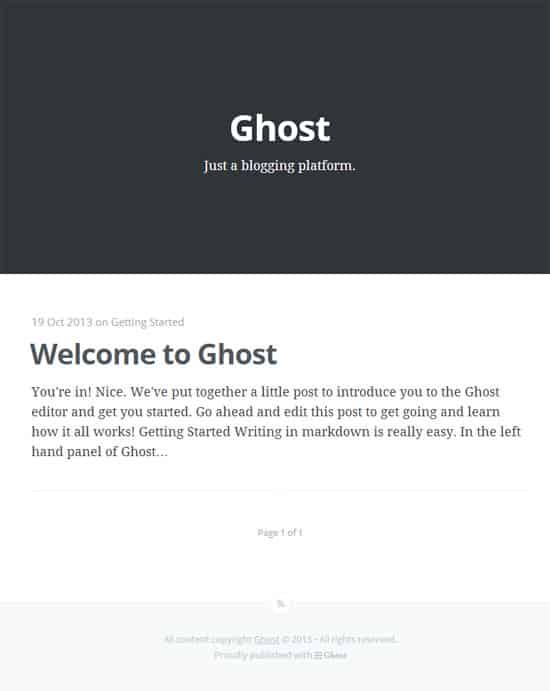 Ghost
Just a blogging platform.
19 Oct 2013 on Getting Started
Welcome to Ghost
You're in! Nice. We've put together a little post to introduce you to the Ghost
editor and get you started. Go ahead and edit this post to get going and learn
how it all works! Getting Started Writing in markdown is really easy. In the left
hand panel of Ghost…
Page 1 of 1
All content copyright Ghost © 2013 • All rights reserved.
Proudly published with Ghost